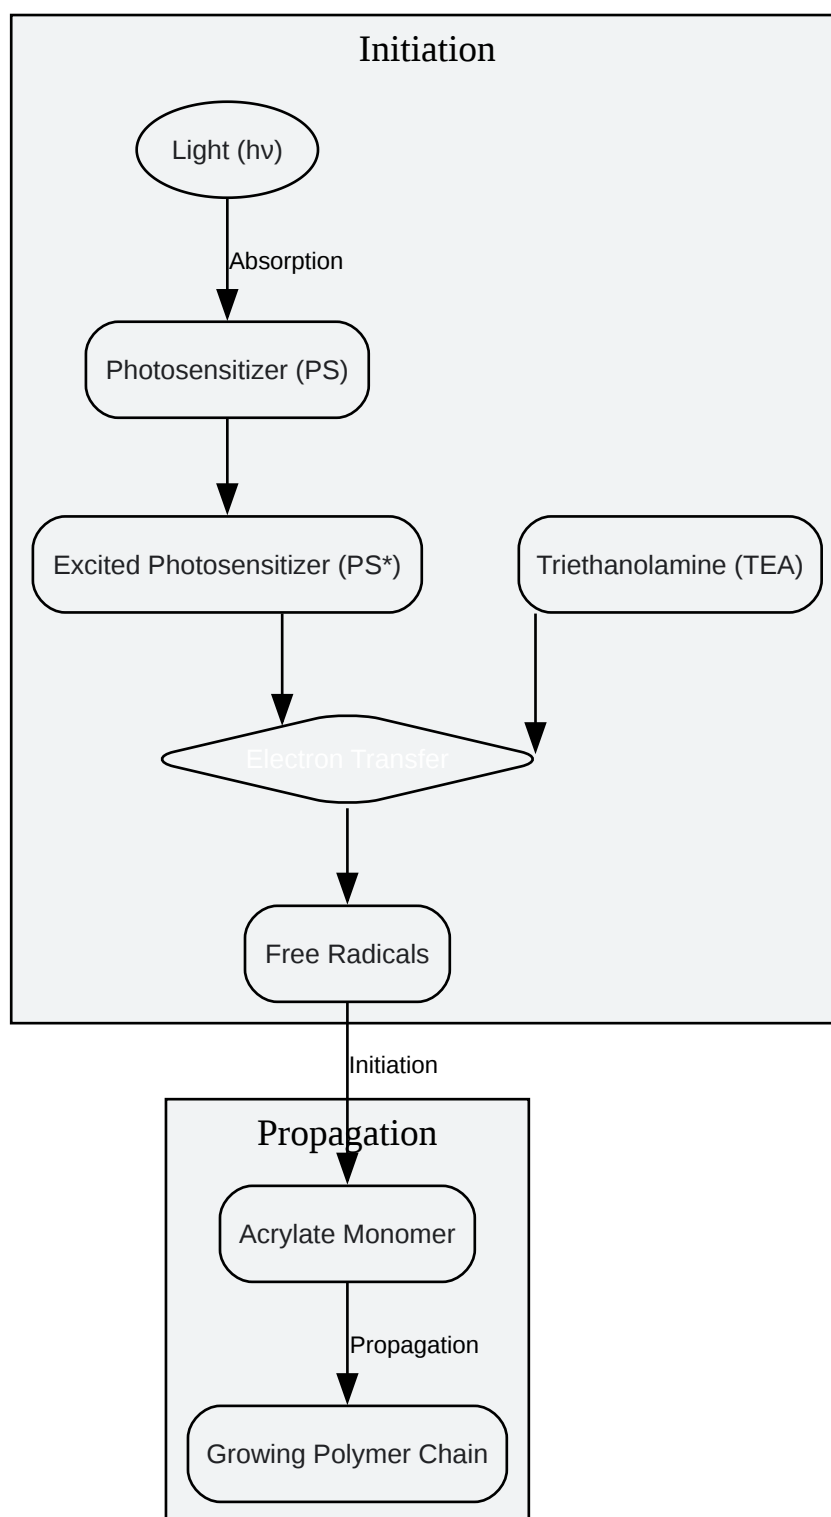 Initiation
Light (hν)
Absorption
Photosensitizer (PS)
Excited Photosensitizer (PS*)
Triethanolamine (TEA)
Electron Transfer
Free Radicals
Initiation
Propagation
Acrylate Monomer
Propagation
Growing Polymer Chain